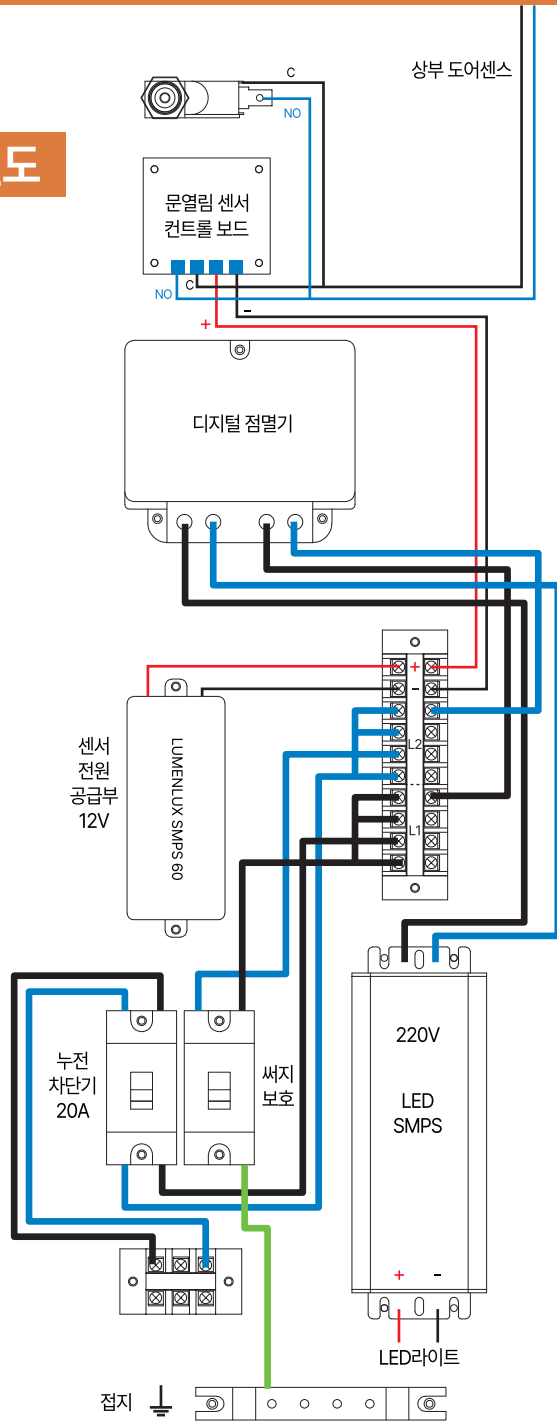 C
상부 도어센스
NO
도
문열림 센서
컨트롤 보드
NO
C
-
+
디지털 점멸기
+
-
L2
L1
센서
전원
공급부
12V
LUMENLUX SMPS 60
누전
차단기
20A
써지
보호
220V
LED
SMPS
+ -
LED라이트
접지